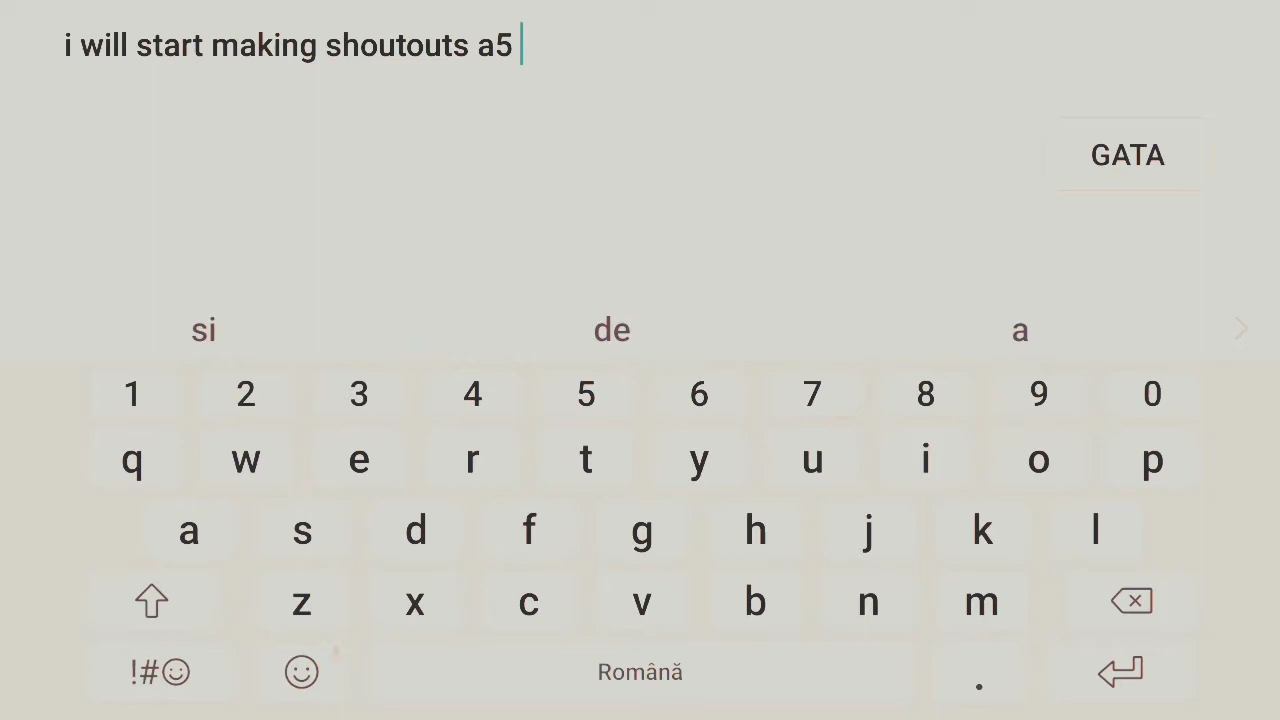 i will start making shoutouts a5
GATA
si de a
1 2 3 4 5 6 7 8 9 0
q w e r t y u i o p
a s d f g h j k l
z x c v b n m
!#☺ Română .